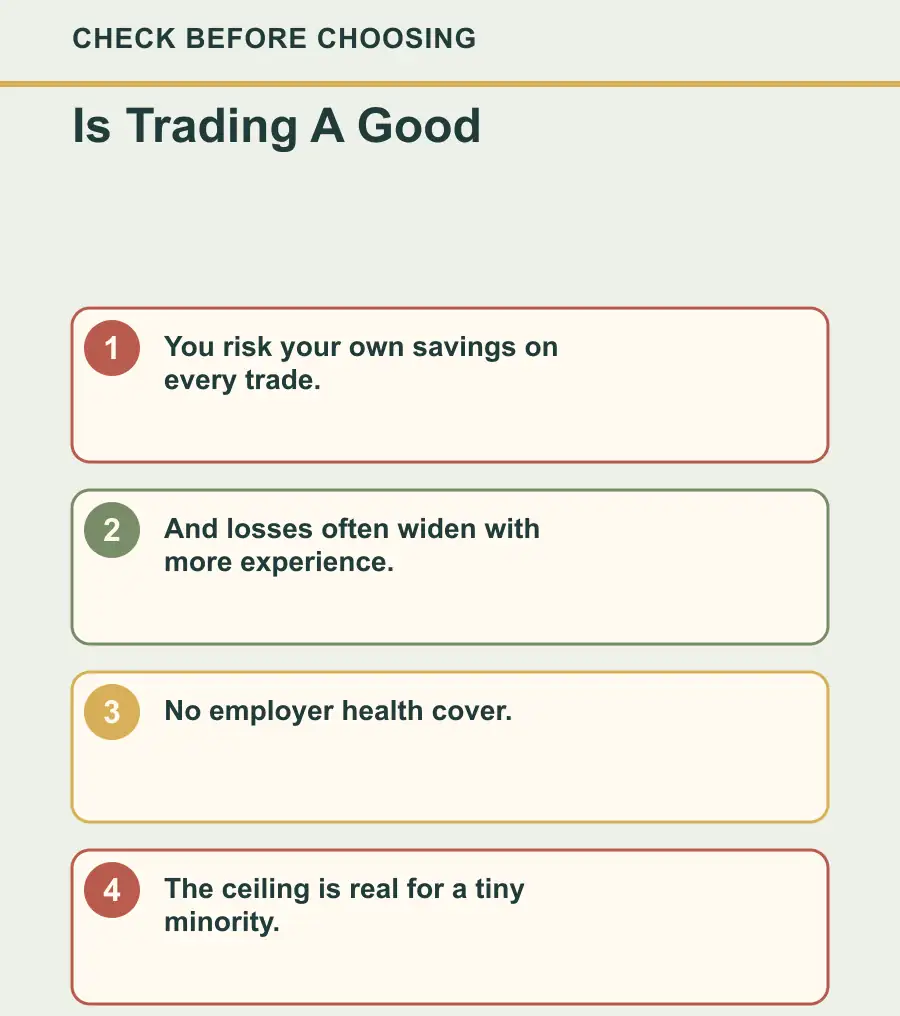 CHECK BEFORE CHOOSING
Is Trading A Good
1
You risk your own savings on
every trade.
2
And losses often widen with
more experience.
3
No employer health cover.
4
The ceiling is real for a tiny
minority.